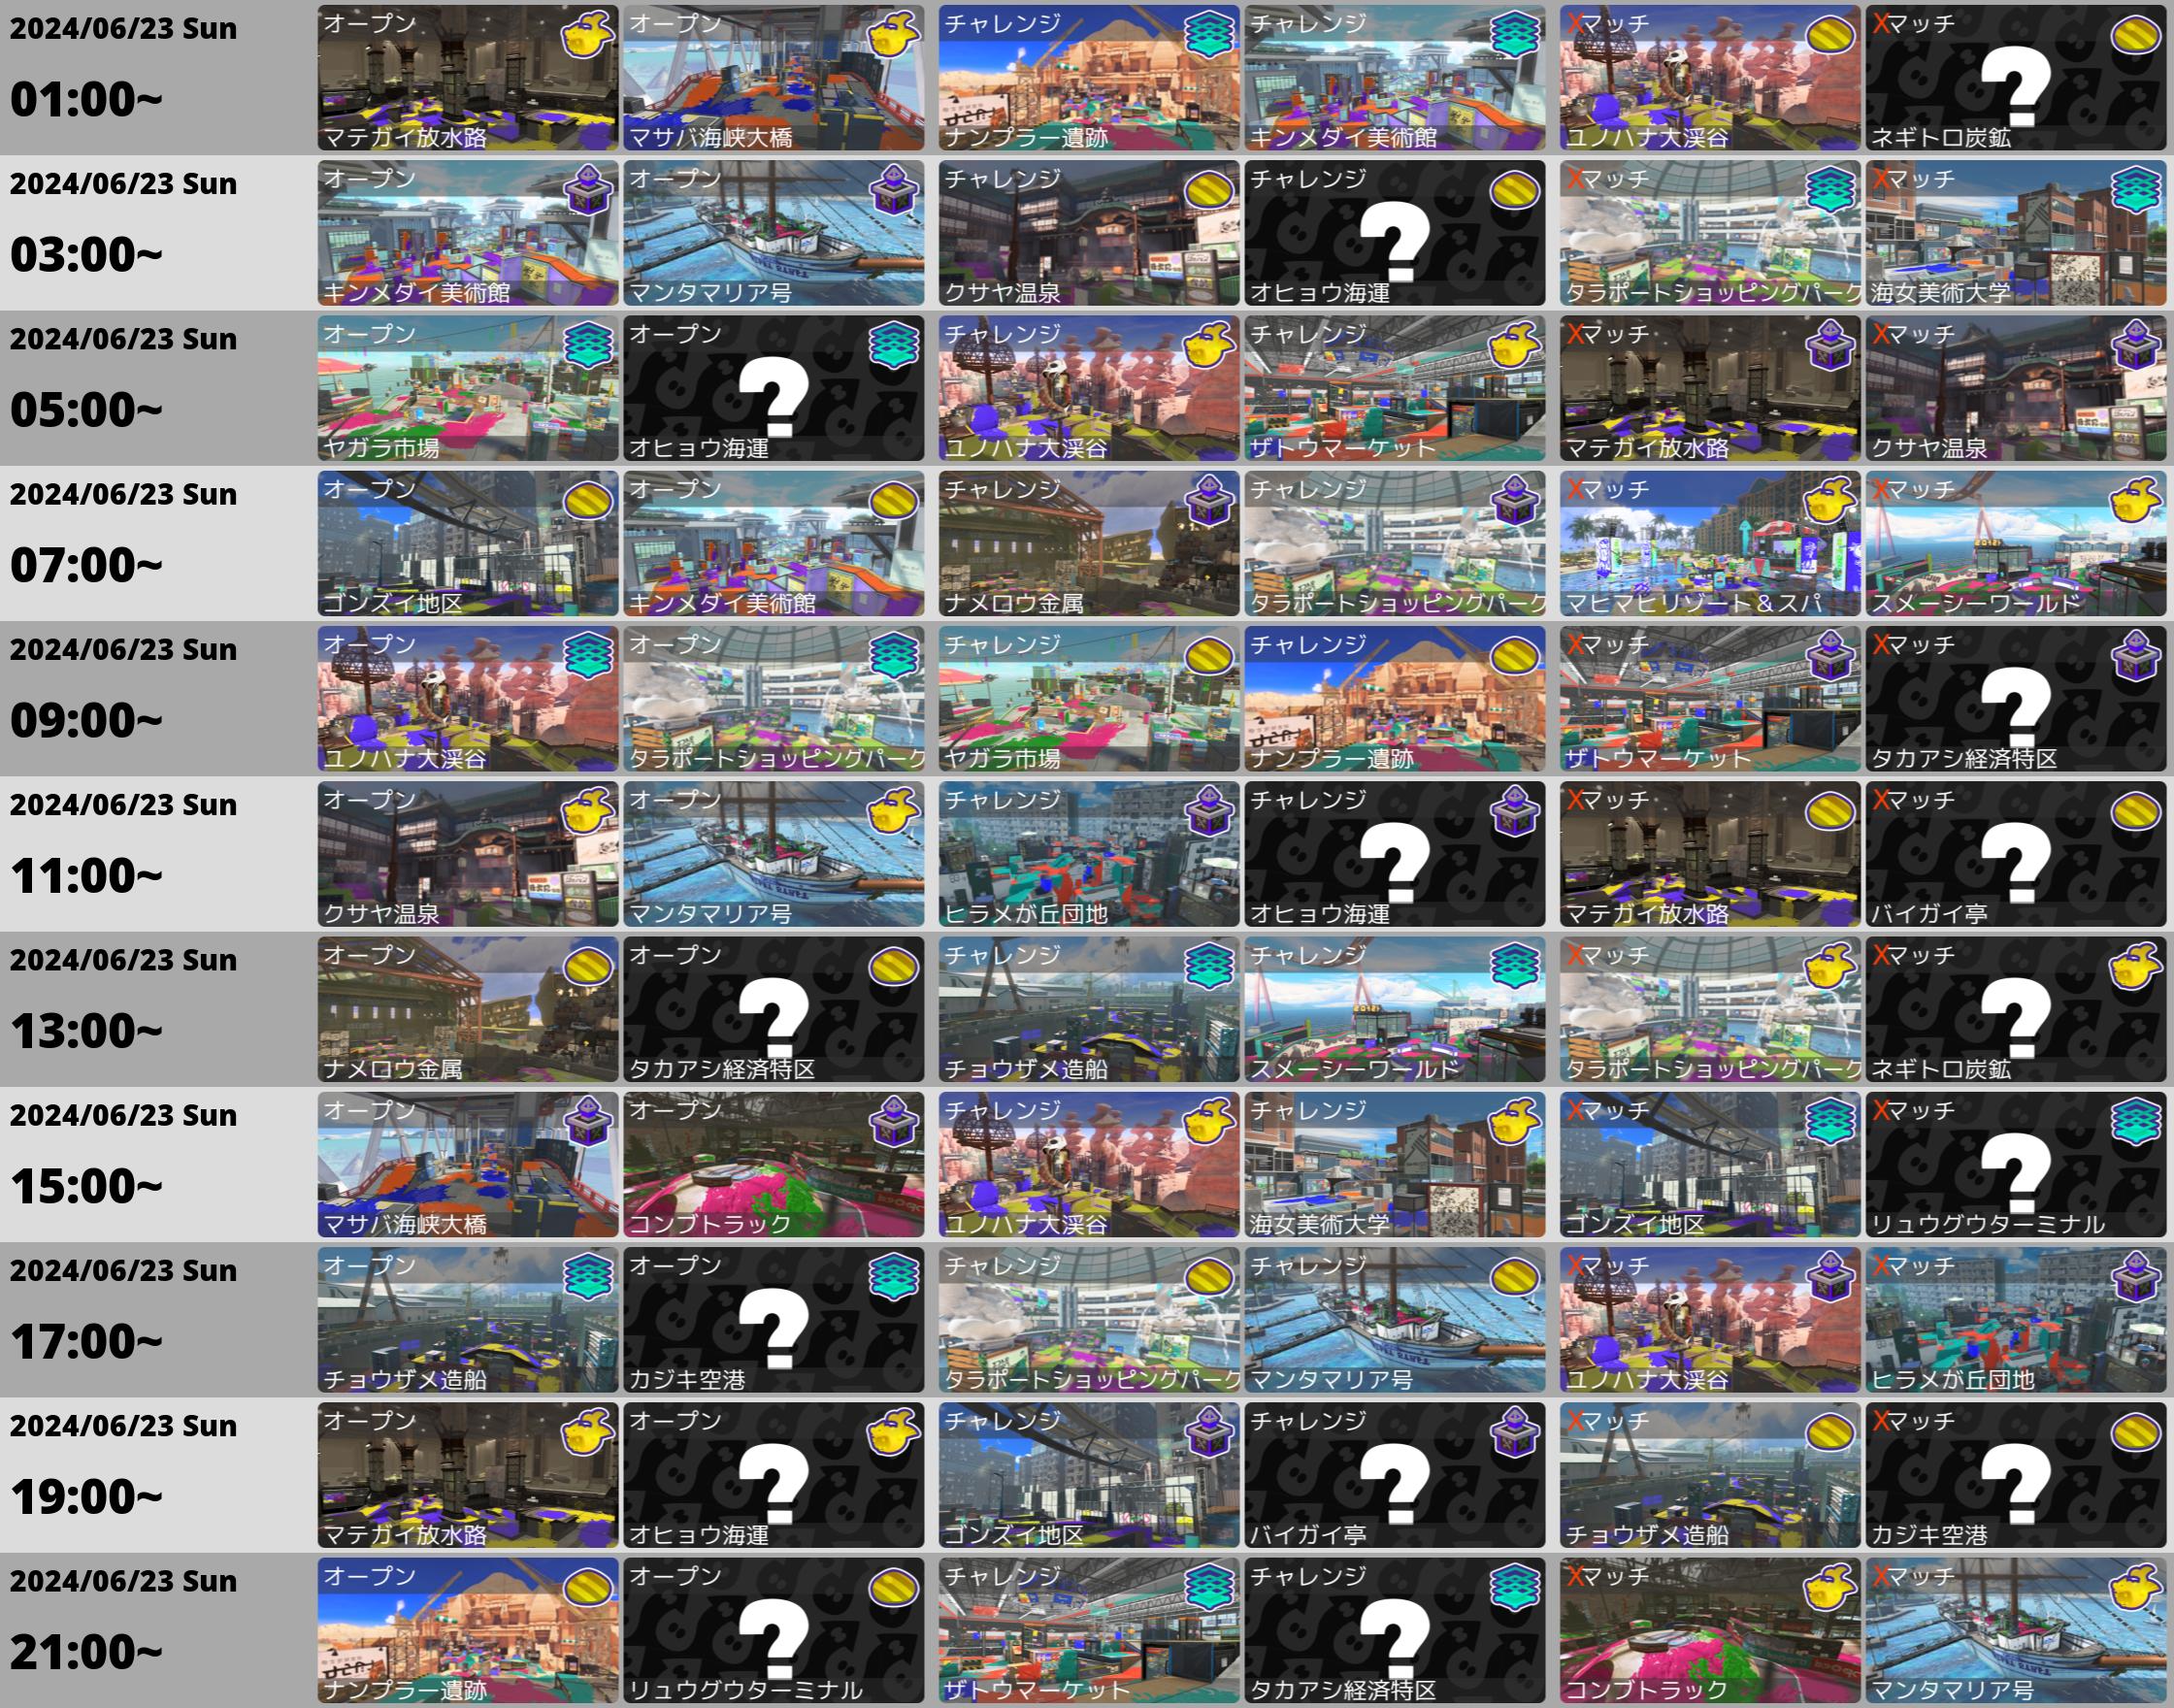 2024/06/23 Sun
01:00~
オープン
マテガイ放水路
オープン
マサバ海峡大橋
チャレンジ
ナンプラー遺跡
チャレンジ
キンメダイ美術館
Xマッチ
ユノハナ大渓谷
Xマッチ
ネギトロ炭鉱
2024/06/23 Sun
03:00~
オープン
キンメダイ美術館
オープン
マンタマリア号
チャレンジ
クサヤ温泉
チャレンジ
オヒョウ海運
Xマッチ
タラポートショッピングパーク
Xマッチ
海女美術大学
2024/06/23 Sun
05:00~
オープン
ヤガラ市場
オープン
オヒョウ海運
チャレンジ
ユノハナ大渓谷
チャレンジ
ザトウマーケット
Xマッチ
マテガイ放水路
Xマッチ
クサヤ温泉
2024/06/23 Sun
07:00~
オープン
ゴンズイ地区
オープン
キンメダイ美術館
チャレンジ
ナメロウ金属
チャレンジ
タラポートショッピングパーク
Xマッチ
マヒマヒリゾート&スパ
Xマッチ
スメーシーワールド
2024/06/23 Sun
09:00~
オープン
ユノハナ大渓谷
オープン
タラポートショッピングパーク
チャレンジ
ヤガラ市場
チャレンジ
ナンプラー遺跡
Xマッチ
ザトウマーケット
Xマッチ
タカアシ経済特区
2024/06/23 Sun
11:00~
オープン
クサヤ温泉
オープン
マンタマリア号
チャレンジ
ヒラメが丘団地
チャレンジ
オヒョウ海運
Xマッチ
マテガイ放水路
Xマッチ
バイガイ亭
2024/06/23 Sun
13:00~
オープン
ナメロウ金属
オープン
タカアシ経済特区
チャレンジ
チョウザメ造船
チャレンジ
スメーシーワールド
Xマッチ
タラポートショッピングパーク
Xマッチ
ネギトロ炭鉱
2024/06/23 Sun
15:00~
オープン
マサバ海峡大橋
オープン
コンブトラック
チャレンジ
ユノハナ大渓谷
チャレンジ
海女美術大学
Xマッチ
ゴンズイ地区
Xマッチ
リュウグウターミナル
2024/06/23 Sun
17:00~
オープン
チョウザメ造船
オープン
カジキ空港
チャレンジ
タラポートショッピングパーク
チャレンジ
マンタマリア号
Xマッチ
ユノハナ大渓谷
Xマッチ
ヒラメが丘団地
2024/06/23 Sun
19:00~
オープン
マテガイ放水路
オープン
オヒョウ海運
チャレンジ
ゴンズイ地区
チャレンジ
バイガイ亭
Xマッチ
チョウザメ造船
Xマッチ
カジキ空港
2024/06/23 Sun
21:00~
オープン
ナンプラー遺跡
オープン
リュウグウターミナル
チャレンジ
ザトウマーケット
チャレンジ
タカアシ経済特区
Xマッチ
コンブトラック
Xマッチ
マンタマリア号